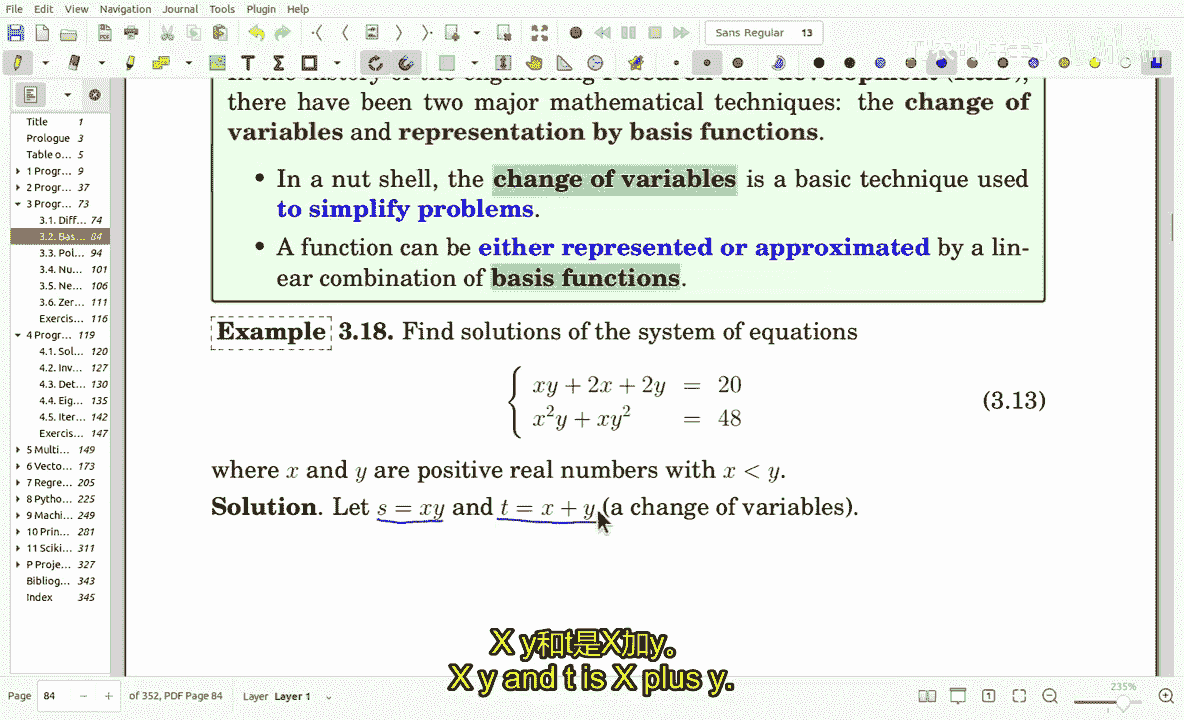 File Edit View Navigation Journal Tools Plugin Help
Sans Regular 13
Title 1
Prologue 3
Table o... 5
1 Progr... 9
2 Progr... 37
3 Progr... 73
3.1. Diff... 74
3.2. Bas... 84
3.3. Pol... 94
3.4. Nu... 101
3.5. Ne... 106
3.6. Zer... 111
Exercis... 116
4 Progr... 119
4.1. Sol... 120
4.2. Inv... 127
4.3. Det... 130
4.4. Eig... 135
4.5. Iter... 142
Exercis... 147
5 Multi... 149
6 Vecto... 173
7 Regre... 205
8 Pytho... 225
9 Machi... 249
10 Prin... 281
11 Sciki... 311
P Proje... 327
Bibliog... 343
Index 345
there have been two major mathematical techniques: the change of
variables and representation by basis functions.
• In a nut shell, the change of variables is a basic technique used
to simplify problems.
• A function can be either represented or approximated by a lin-
ear combination of basis functions.
Example 3.18. Find solutions of the system of equations
xy + 2x + 2y = 20
x²y + xy² = 48
(3.13)
where x and y are positive real numbers with x < y.
Solution. Let s = xy and t = x + y (a change of variables).
X y和t是X加y。
X y and t is X plus y.
Page 84 of 352, PDF Page 84 Layer Layer 1 235%